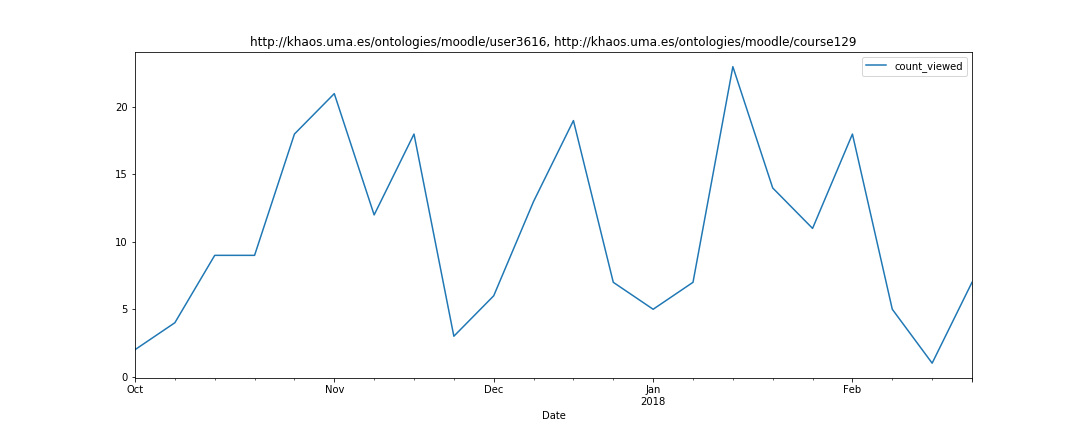 http://khaos.uma.es/ontologies/moodle/user3616, http://khaos.uma.es/ontologies/moodle/course129
count_viewed
20
15
10
5
0
Oct Nov Dec Jan Feb
2018
Date